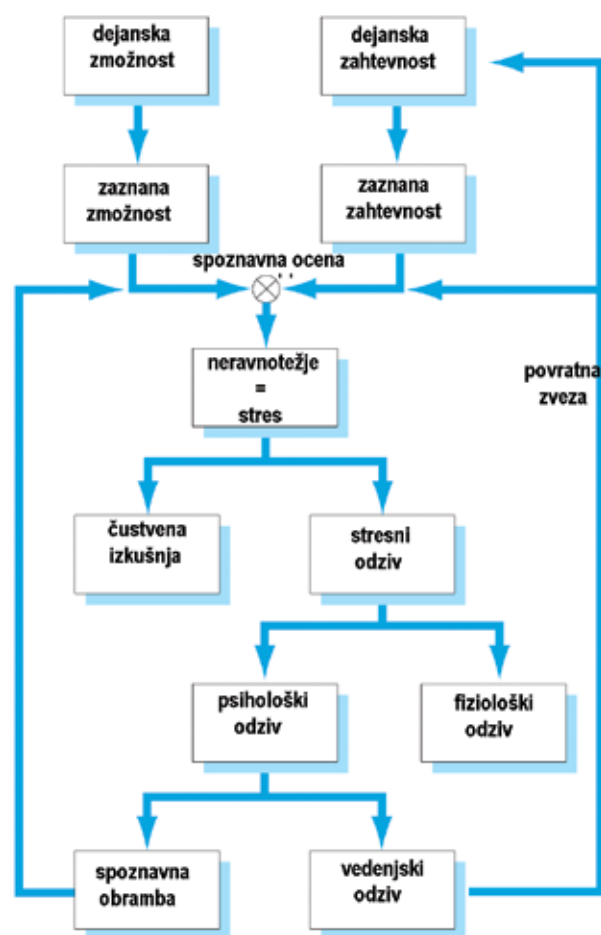 dejanska
zmožnost
dejanska
zahtevnost
zaznana
zmožnost
zaznana
zahtevnost
spoznavna ocena
neravnotežje
=
stres
povratna
zveza
čustvena
izkušnja
stresni
odziv
psihološki
odziv
fiziološki
odziv
spoznavna
obramba
vedenjski
odziv